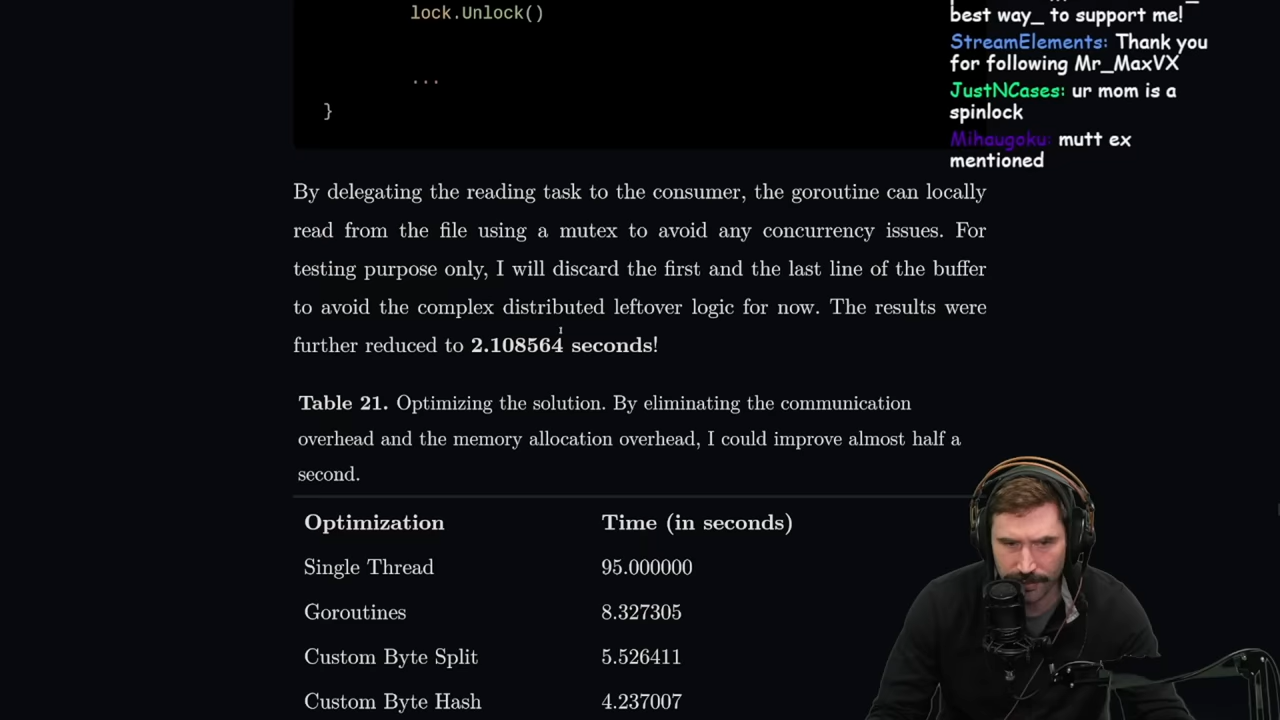 lock.Unlock()
...
}
By delegating the reading task to the consumer, the goroutine can locally
read from the file using a mutex to avoid any concurrency issues. For
testing purpose only, I will discard the first and the last line of the buffer
to avoid the complex distributed leftover logic for now. The results were
further reduced to 2.108564 seconds!
Table 21. Optimizing the solution. By eliminating the communication
overhead and the memory allocation overhead, I could improve almost half a
second.
Optimization Time (in seconds)
Single Thread 95.000000
Goroutines 8.327305
Custom Byte Split 5.526411
Custom Byte Hash 4.237007
best way_ to support me!
StreamElements: Thank you
for following Mr_MaxVX
JustNCases: ur mom is a
spinlock
Mihaugoku: mutt ex
mentioned